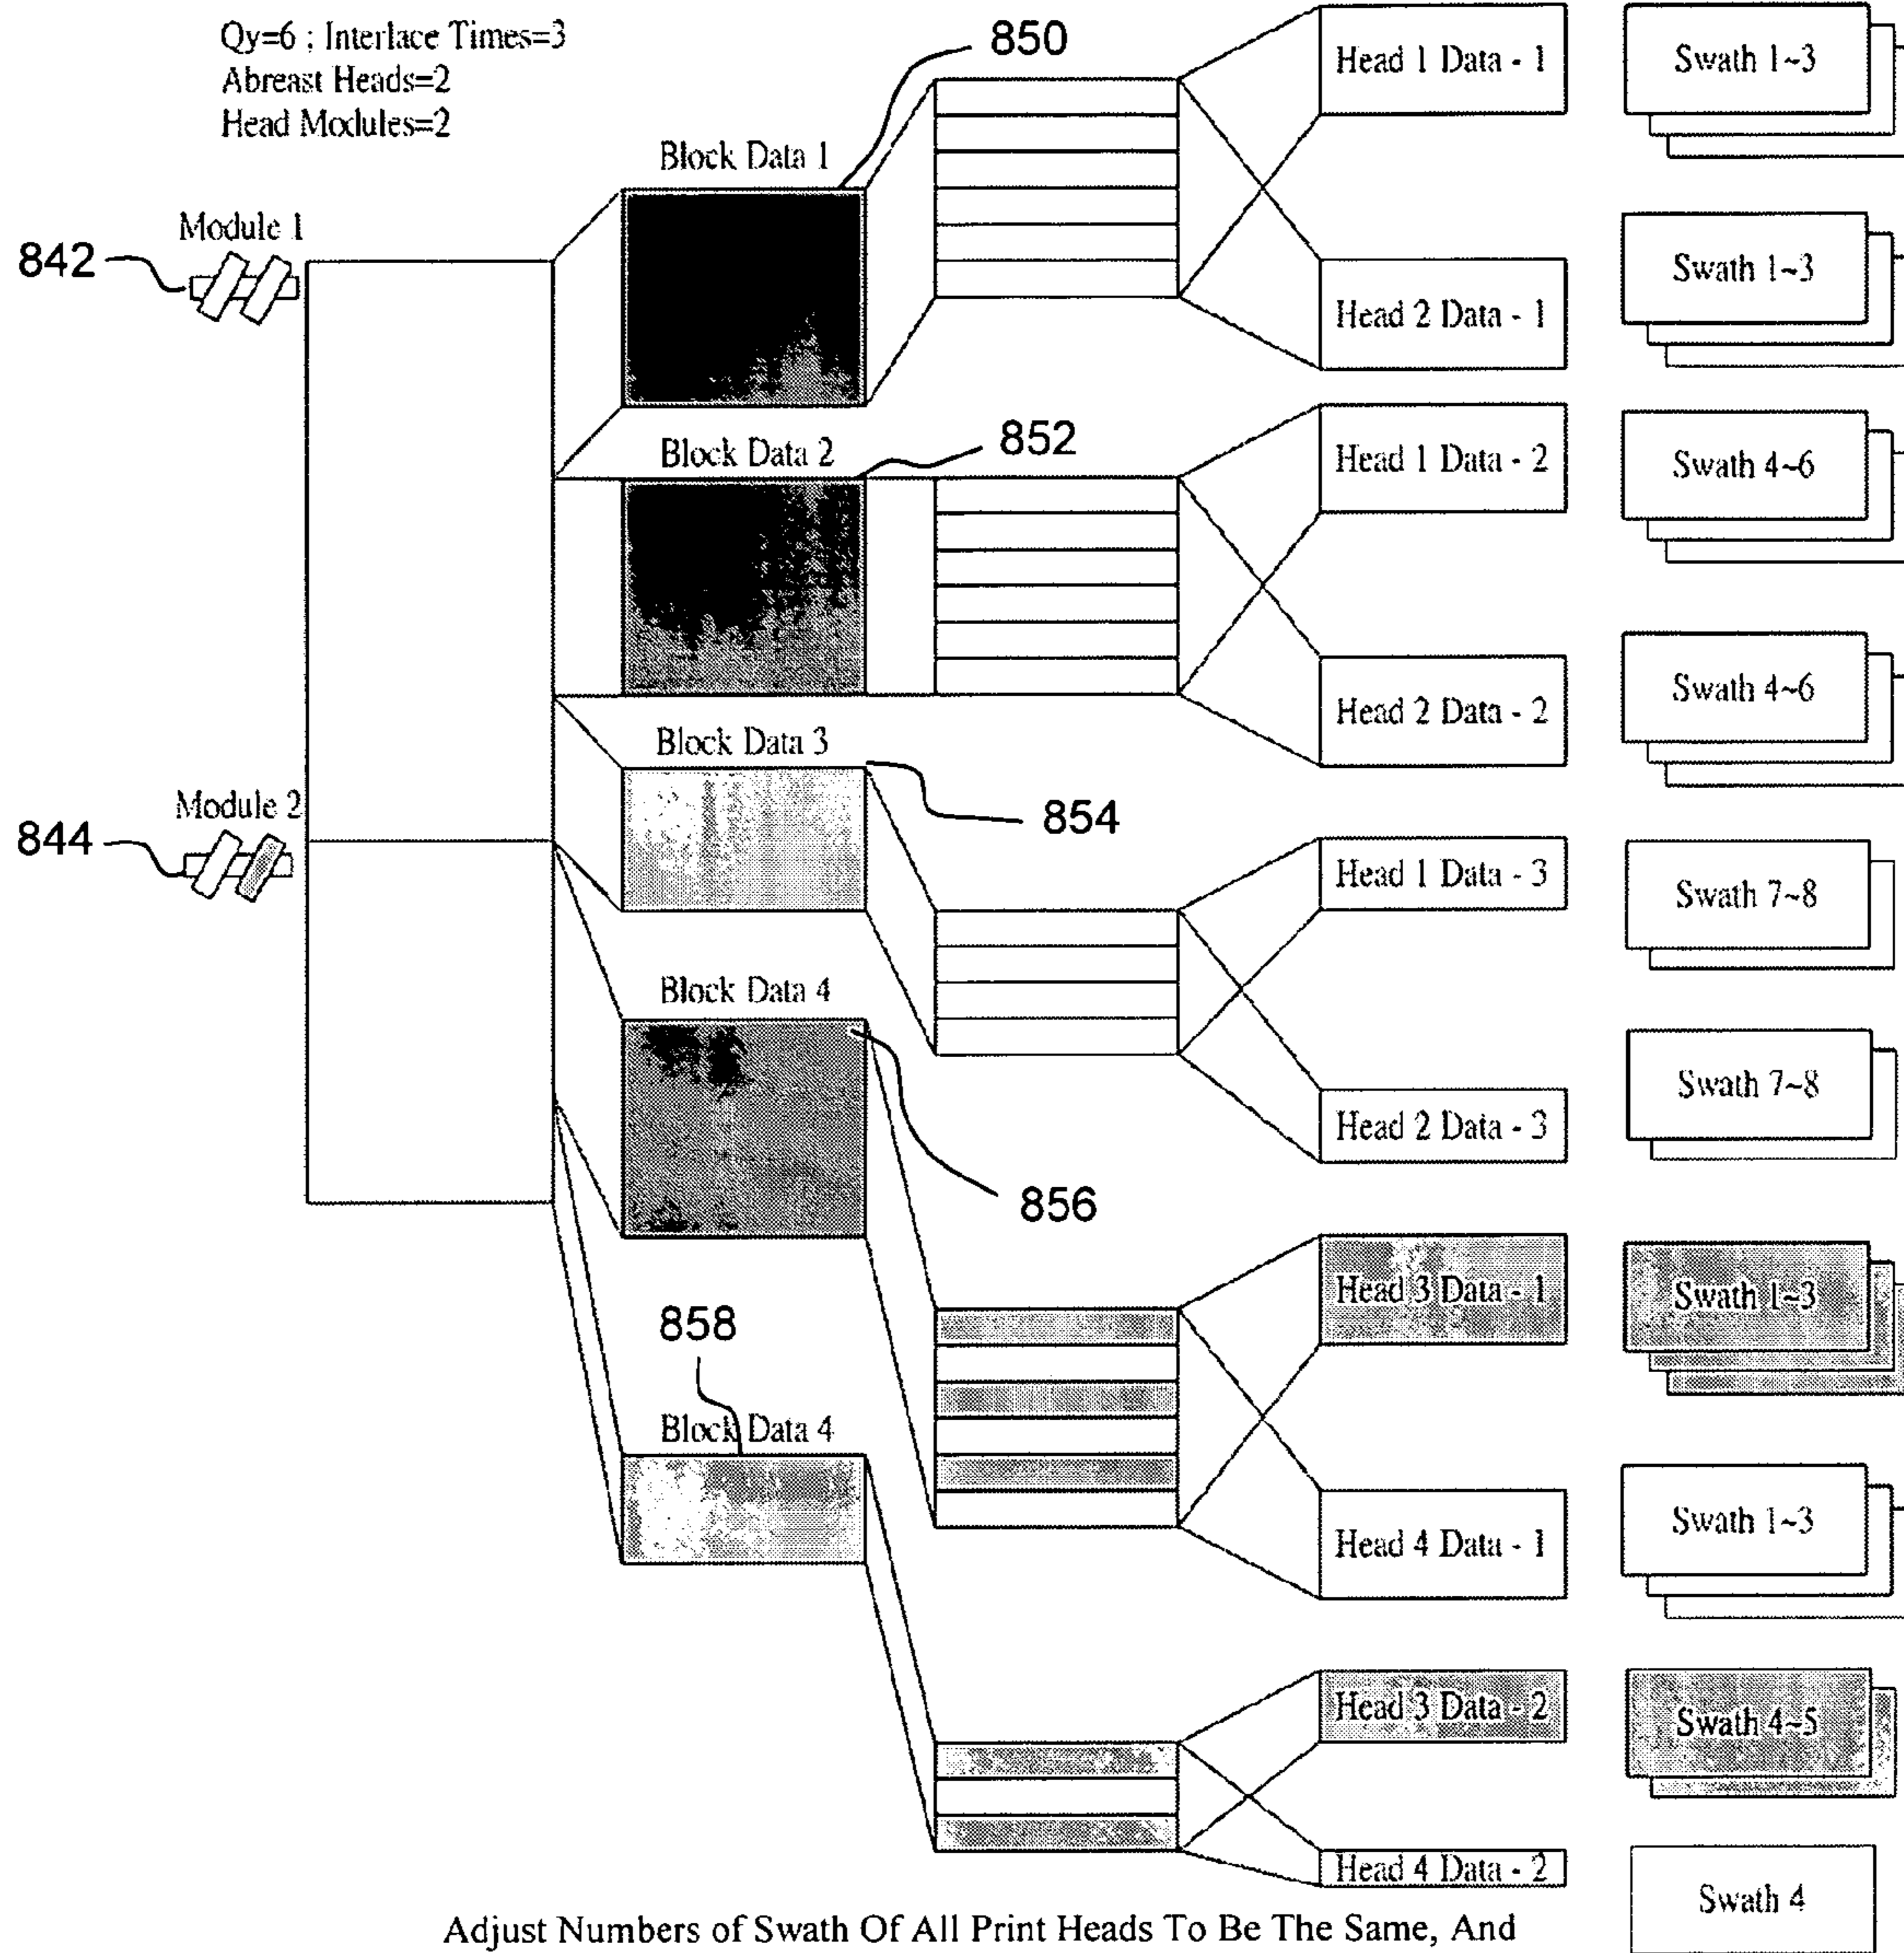 Qy=6 ; Interlace Times=3
Abreast Heads=2
Head Modules=2
850
Block Data 1
Head 1 Data - 1
Swath 1~3
Module 1
842
Head 2 Data - 1
Swath 1~3
Block Data 2
852
Head 1 Data - 2
Swath 4~6
Head 2 Data - 2
Swath 4~6
Block Data 3
854
Module 2
844
Head 1 Data - 3
Swath 7~8
Block Data 4
856
Head 2 Data - 3
Swath 7~8
Head 3 Data - 1
Swath 1~3
858
Block Data 4
Head 4 Data - 1
Swath 1~3
Head 3 Data - 2
Swath 4~5
Head 4 Data - 2
Swath 4
Adjust Numbers of Swath Of All Print Heads To Be The Same, And